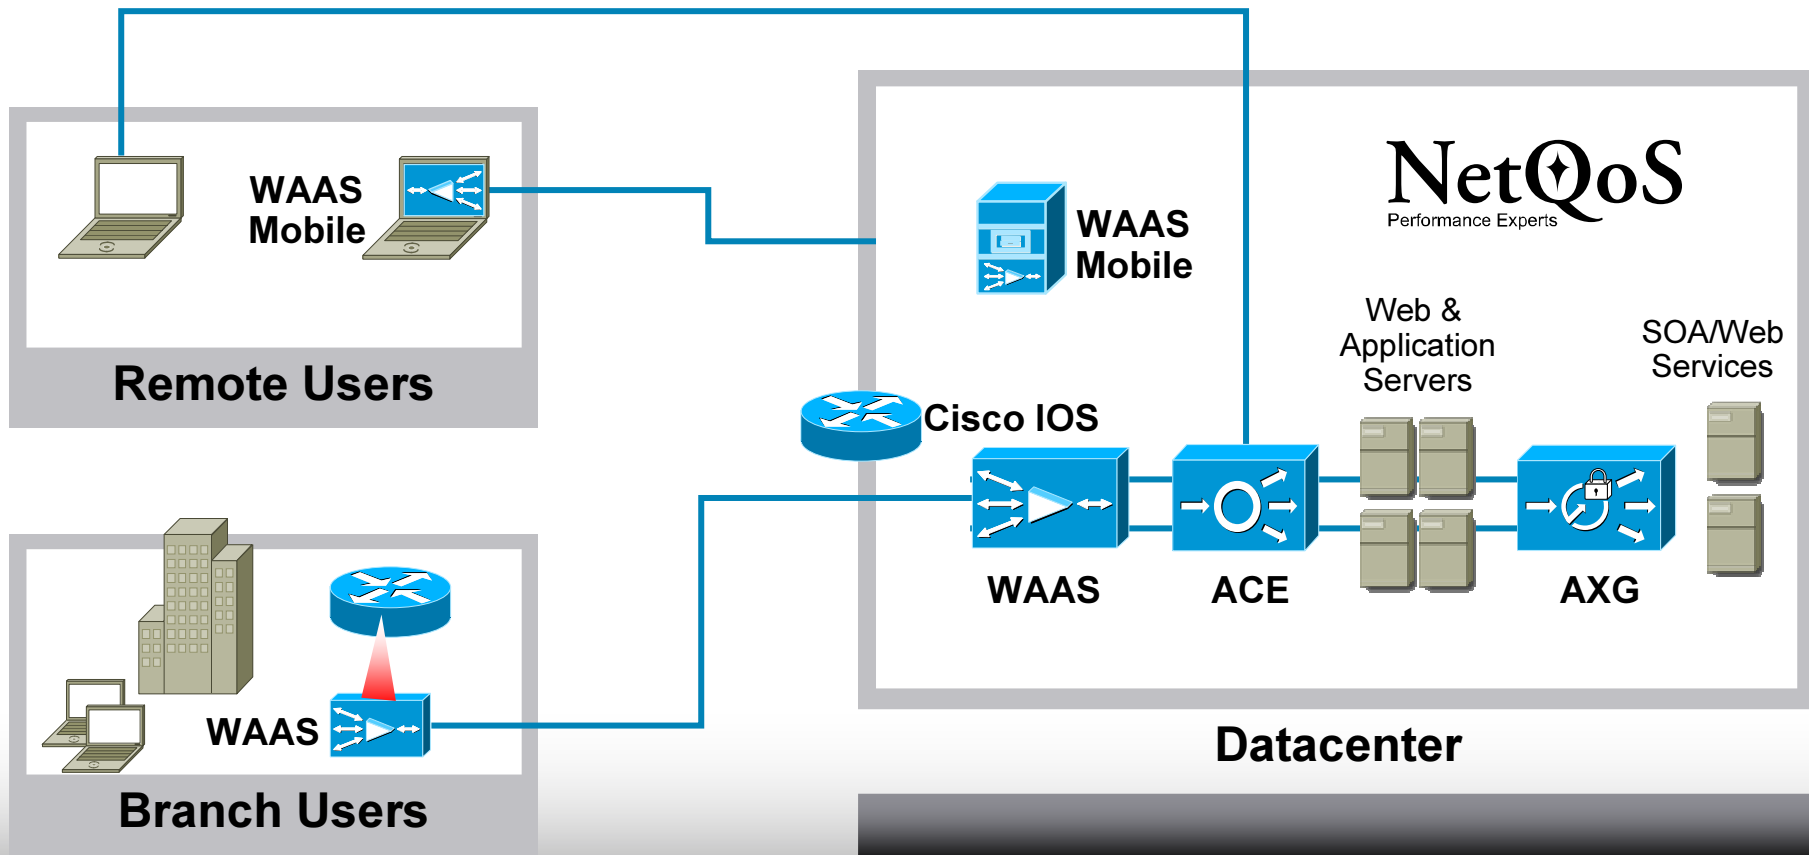 WAAS
Mobile
Remote Users
WAAS
Branch Users
NetQoS
Performance Experts
WAAS
Mobile
Web &
Application
Servers
SOA/Web
Services
Cisco IOS
WAAS
ACE
AXG
Datacenter